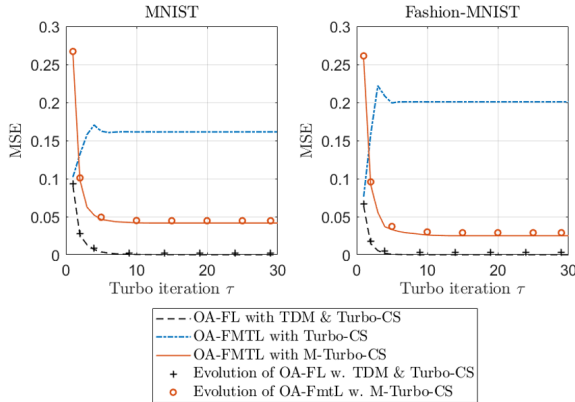 MNIST
Fashion-MNIST
0.3
0.25
0.2
0.15
0.1
0.05
0
MSE
0 10 20 30
Turbo iteration τ
0.3
0.25
0.2
0.15
0.1
0.05
0
MSE
0 10 20 30
Turbo iteration τ
OA-FL with TDM & Turbo-CS
OA-FMTL with Turbo-CS
OA-FMTL with M-Turbo-CS
Evolution of OA-FL w. TDM & Turbo-CS
Evolution of OA-FmtL w. M-Turbo-CS